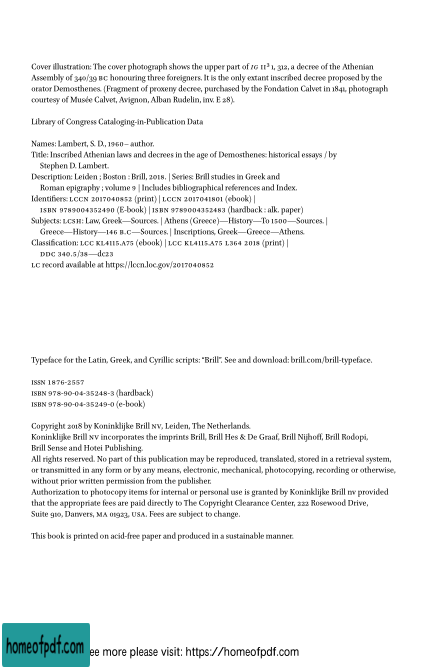 Cover illustration: The cover photograph shows the upper part of IG II³ 1, 312, a decree of the Athenian
Assembly of 340/39 BC honouring three foreigners. It is the only extant inscribed decree proposed by the
orator Demosthenes. (Fragment of proxeny decree, purchased by the Fondation Calvet in 1841, photograph
courtesy of Musée Calvet, Avignon, Alban Rudelin, inv. E 28).
Library of Congress Cataloging-in-Publication Data
Names: Lambert, S. D., 1960– author.
Title: Inscribed Athenian laws and decrees in the age of Demosthenes: historical essays / by
Stephen D. Lambert.
Description: Leiden ; Boston : Brill, 2018. | Series: Brill studies in Greek and
Roman epigraphy ; volume 9 | Includes bibliographical references and Index.
Identifiers: LCCN 2017040852 (print) | LCCN 2017041801 (ebook) |
ISBN 9789004352490 (E-book) | ISBN 9789004352483 (hardback : alk. paper)
Subjects: LCSH: Law, Greek—Sources. | Athens (Greece)—History—To 1500—Sources. |
Greece—History—146 B.C—Sources. | Inscriptions, Greek—Greece—Athens.
Classification: LCC KL4115.A75 (ebook) | LCC KL4115.A75 L364 2018 (print) |
DDC 340.5/38—dc23
LC record available at https://lccn.loc.gov/2017040852
Typeface for the Latin, Greek, and Cyrillic scripts: "Brill". See and download: brill.com/brill-typeface.
ISSN 1876-2557
ISBN 978-90-04-35248-3 (hardback)
ISBN 978-90-04-35249-0 (e-book)
Copyright 2018 by Koninklijke Brill NV, Leiden, The Netherlands.
Koninklijke Brill NV incorporates the imprints Brill, Brill Hes & De Graaf, Brill Nijhoff, Brill Rodopi,
Brill Sense and Hotei Publishing.
All rights reserved. No part of this publication may be reproduced, translated, stored in a retrieval system,
or transmitted in any form or by any means, electronic, mechanical, photocopying, recording or otherwise,
without prior written permission from the publisher.
Authorization to photocopy items for internal or personal use is granted by Koninklijke Brill NV provided
that the appropriate fees are paid directly to The Copyright Clearance Center, 222 Rosewood Drive,
Suite 910, Danvers, MA 01923, USA. Fees are subject to change.
This book is printed on acid-free paper and produced in a sustainable manner.
homeofpdf.com
ee more please visit: https://homeofpdf.com